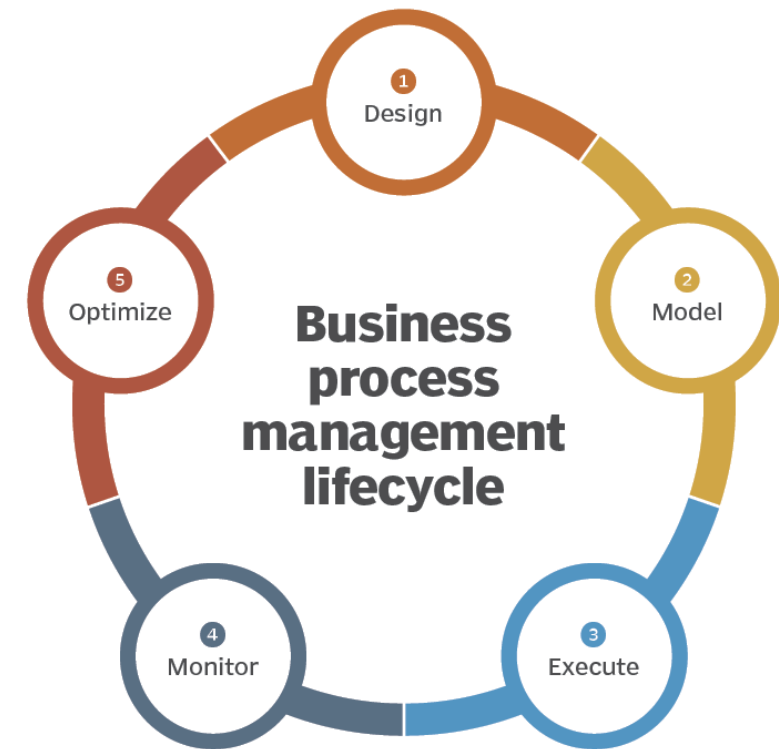 1
Design
2
Model
3
Execute
4
Monitor
5
Optimize
Business
process
management
lifecycle